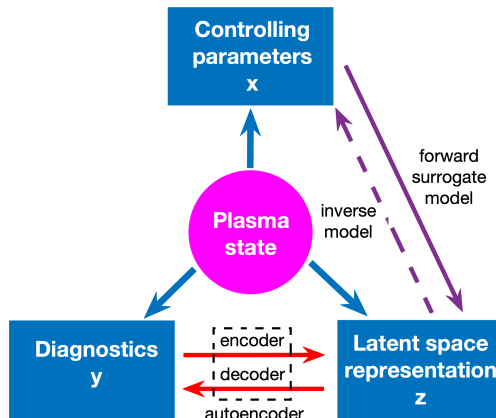 Controlling
parameters
x
forward
surrogate
model
inverse
model
Plasma
state
Diagnostics
y
encoder
decoder
autoencoder
Latent space
representation
z